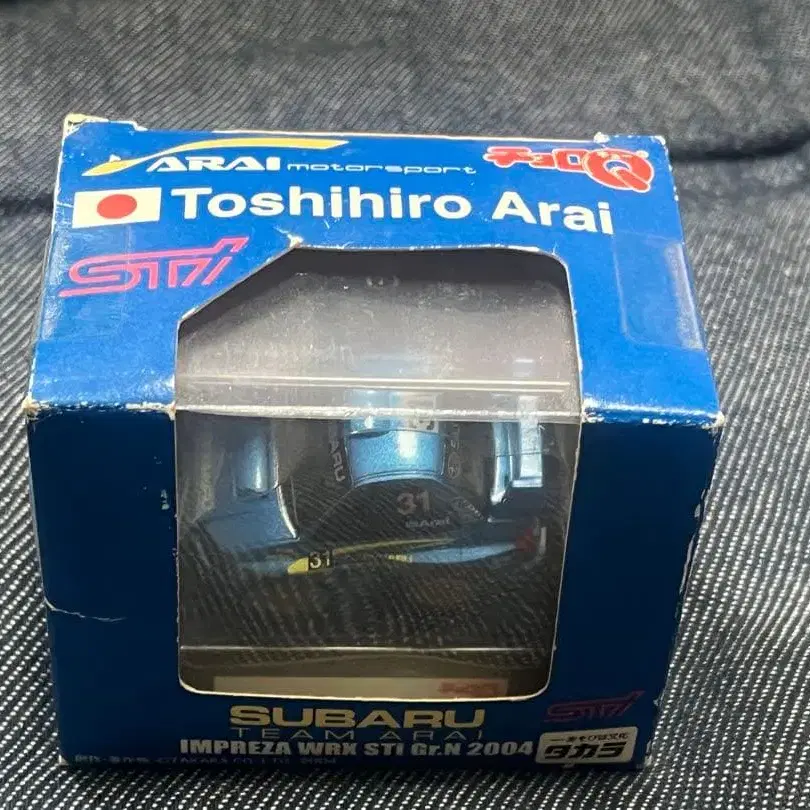 ARAI motorsport
チョロQ
Toshihiro Arai
STi
31
31
SUBARU
TEAM ARAI
STi
IMPREZA WRX STi Gr.N 2004
タカラ